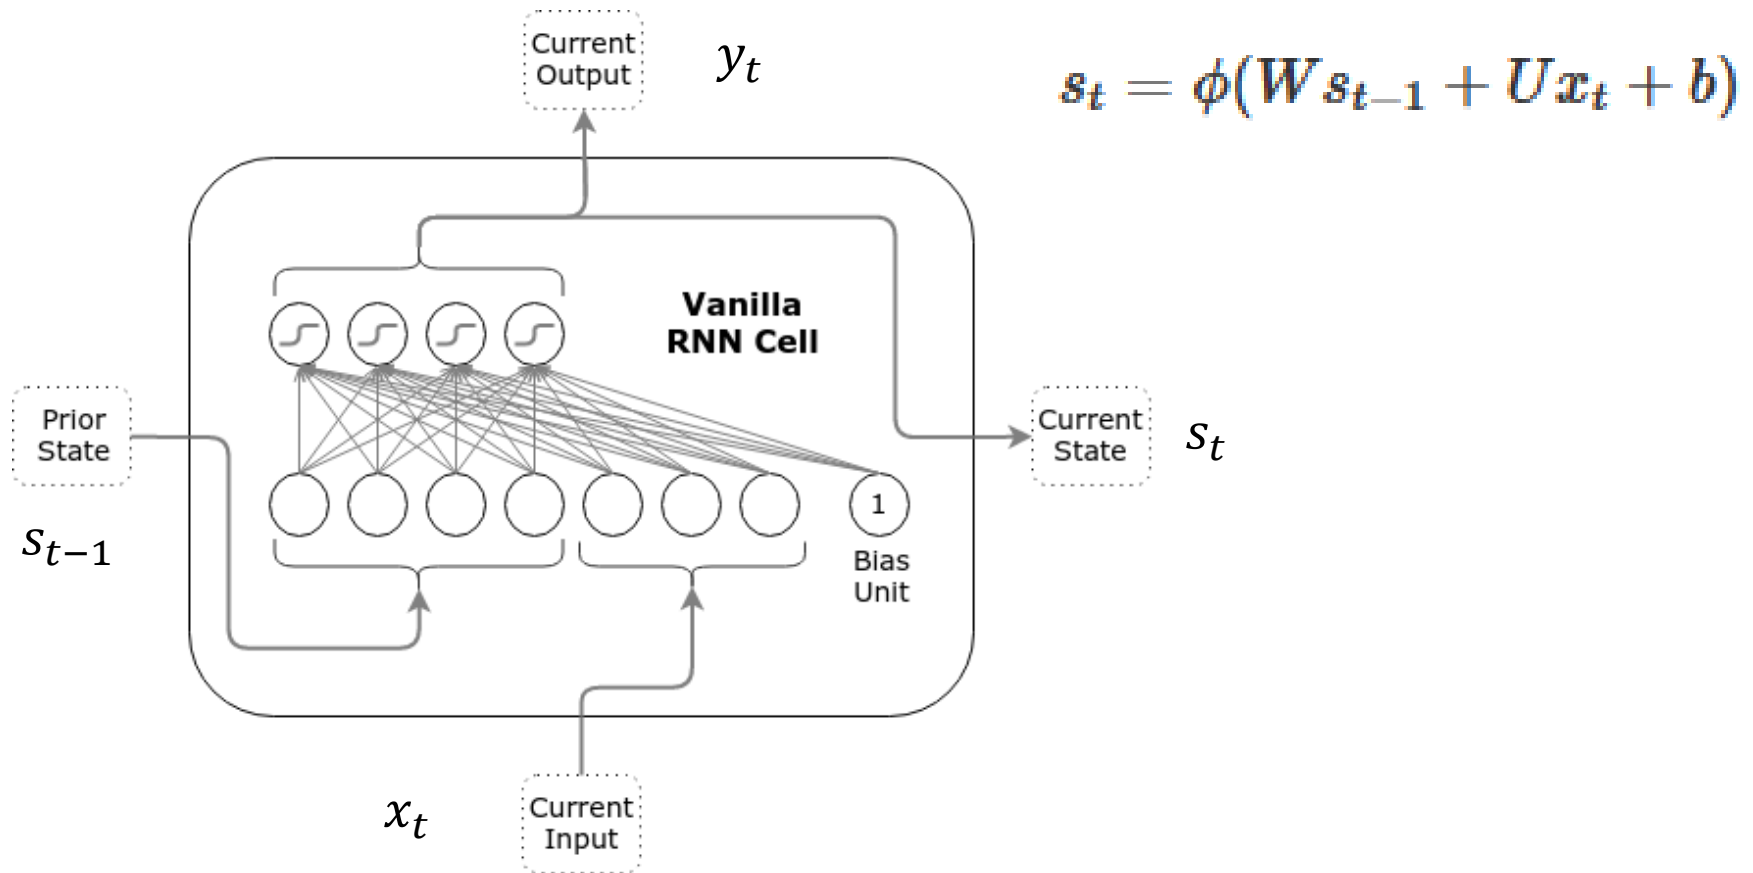 Current
Output
y_t
s_t = ϕ(Ws_{t−1} + Ux_t + b)
Vanilla
RNN Cell
Prior
State
s_{t−1}
Current
State
s_t
1
Bias
Unit
x_t
Current
Input